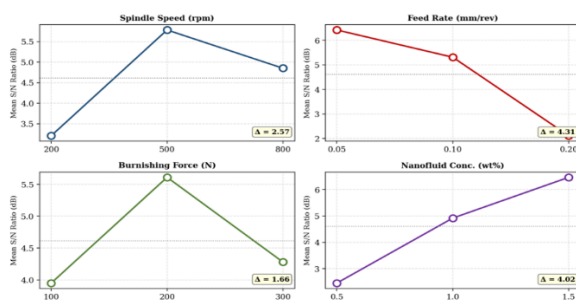 Spindle Speed (rpm)
Mean S/N Ratio (dB)
5.5
5.0
4.5
4.0
3.5
200
500
800
Δ = 2.57
Feed Rate (mm/rev)
Mean S/N Ratio (dB)
6
5
4
3
2
0.05
0.10
0.20
Δ = 4.31
Burnishing Force (N)
Mean S/N Ratio (dB)
5.5
5.0
4.5
4.0
100
200
300
Δ = 1.66
Nanofluid Conc. (wt%)
Mean S/N Ratio (dB)
6
5
4
3
0.5
1.0
1.5
Δ = 4.02